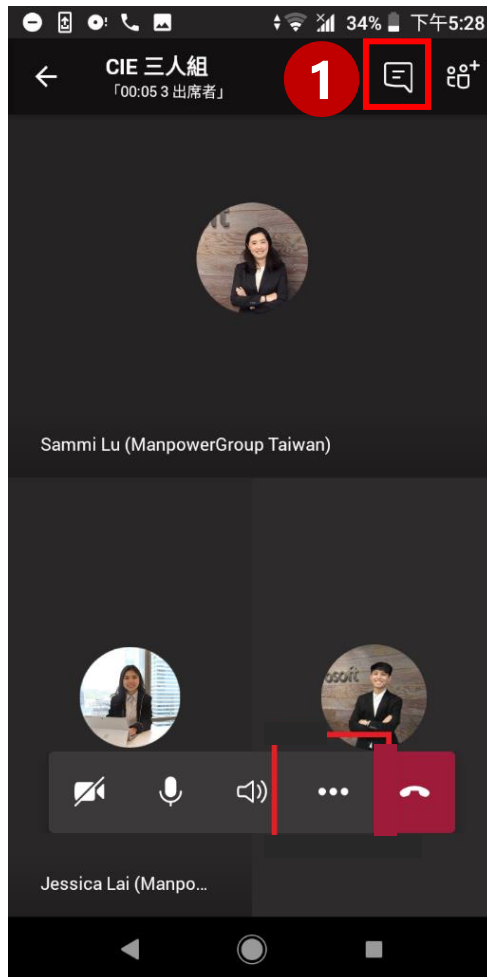 34% 下午5:28
CIE 三人組
「00:05 3 出席者」
1
Sammi Lu (ManpowerGroup Taiwan)
osoft
Jessica Lai (Manpo...